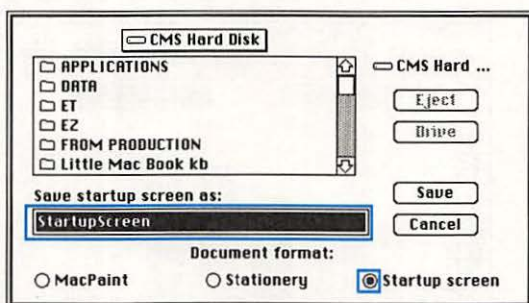 CMS Hard Disk
APPLICATIONS
DATA
ET
EZ
FROM PRODUCTION
Little Mac Book kb
CMS Hard ...
Eject
Drive
Save startup screen as:
StartupScreen
Save
Cancel
Document format:
MacPaint
Stationery
Startup screen